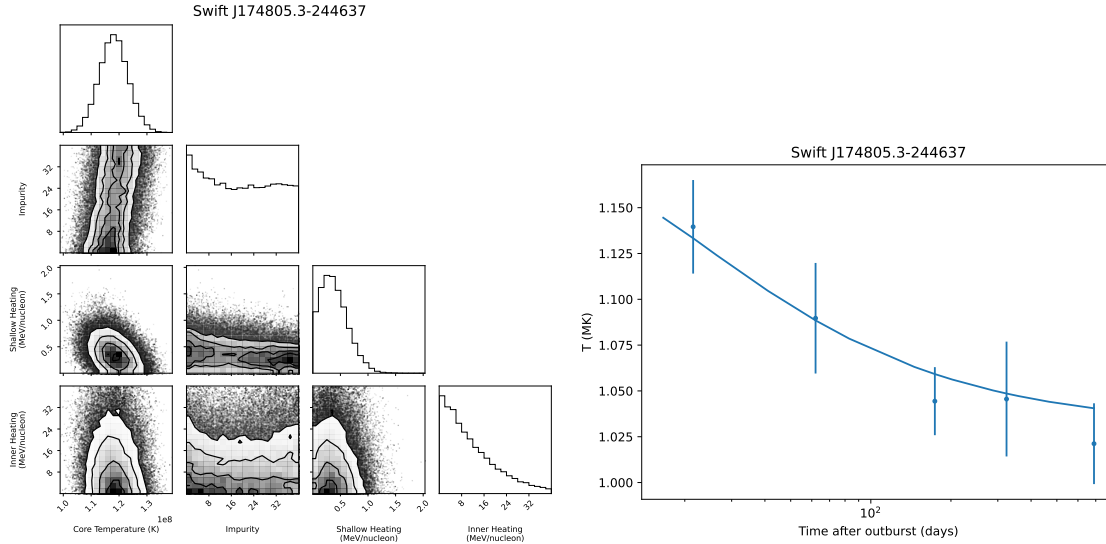 Swift J174805.3-244637
32
24
16
8
Impurity
2.0
1.5
1.0
0.5
Shallow Heating
(MeV/nucleon)
32
24
16
8
Inner Heating
(MeV/nucleon)
1.0
1.1
1.2
1.3
1e8
Core Temperature (K)
8
16
24
32
Impurity
0.5
1.0
1.5
2.0
Shallow Heating
(MeV/nucleon)
8
16
24
32
Inner Heating
(MeV/nucleon)
Swift J174805.3-244637
1.150
1.125
1.100
1.075
1.050
1.025
1.000
T (MK)
10²
Time after outburst (days)